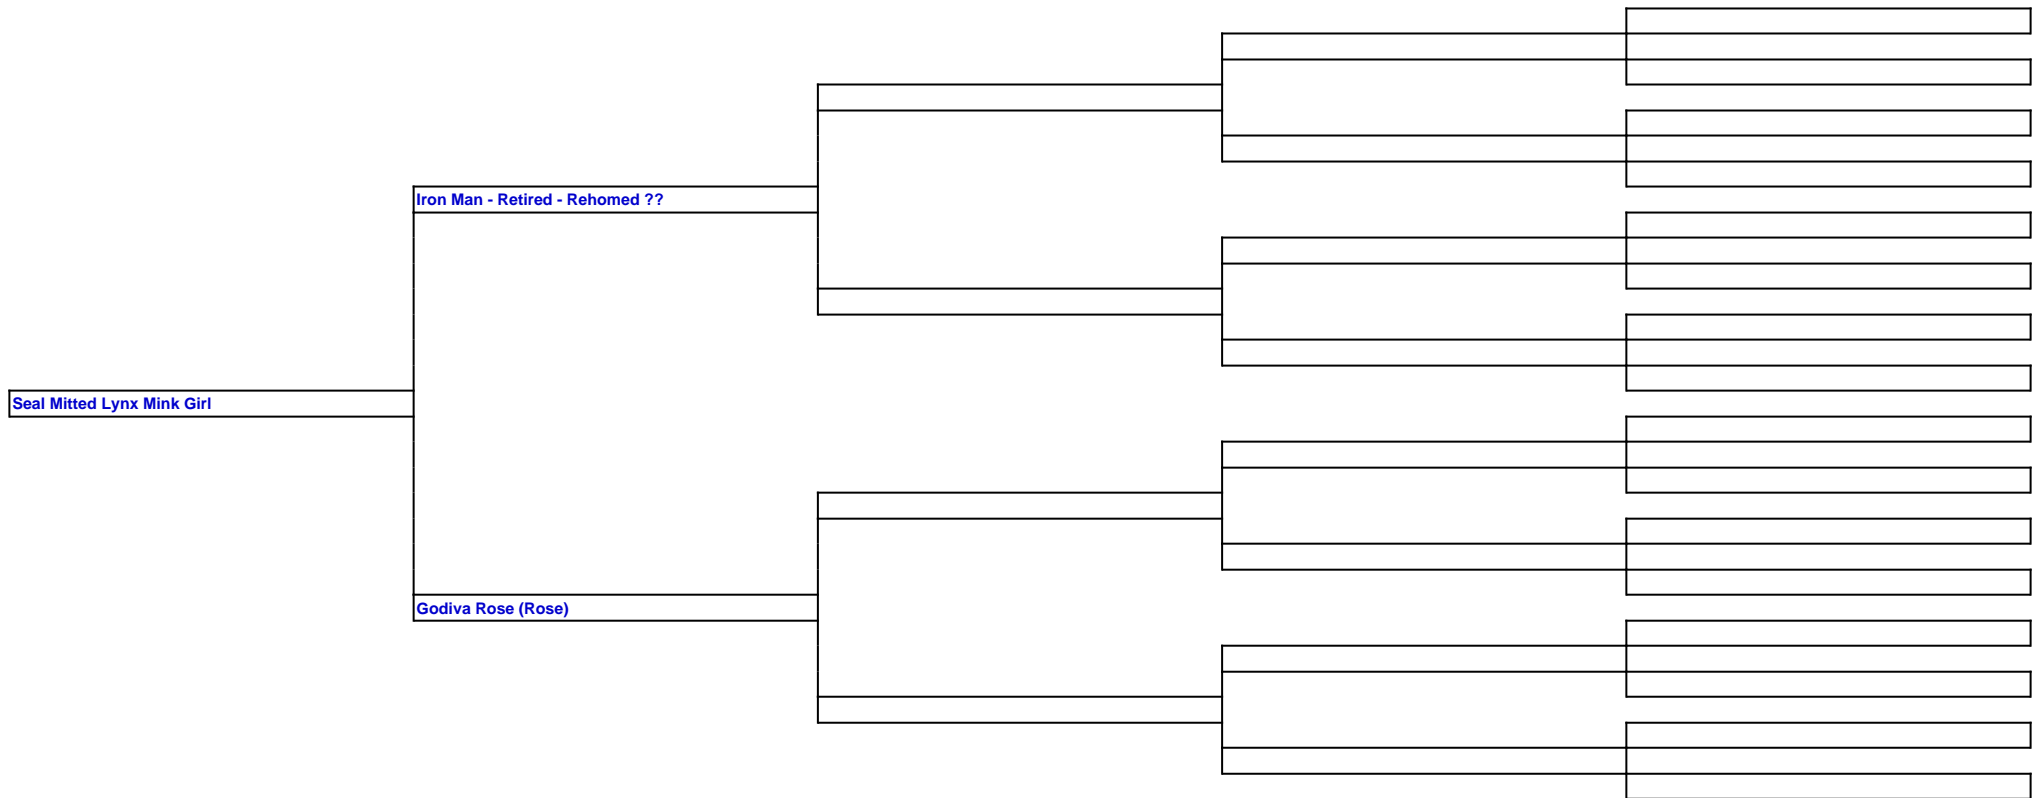 Iron Man - Retired - Rehomed ??
Seal Mitted Lynx Mink Girl
Godiva Rose (Rose)